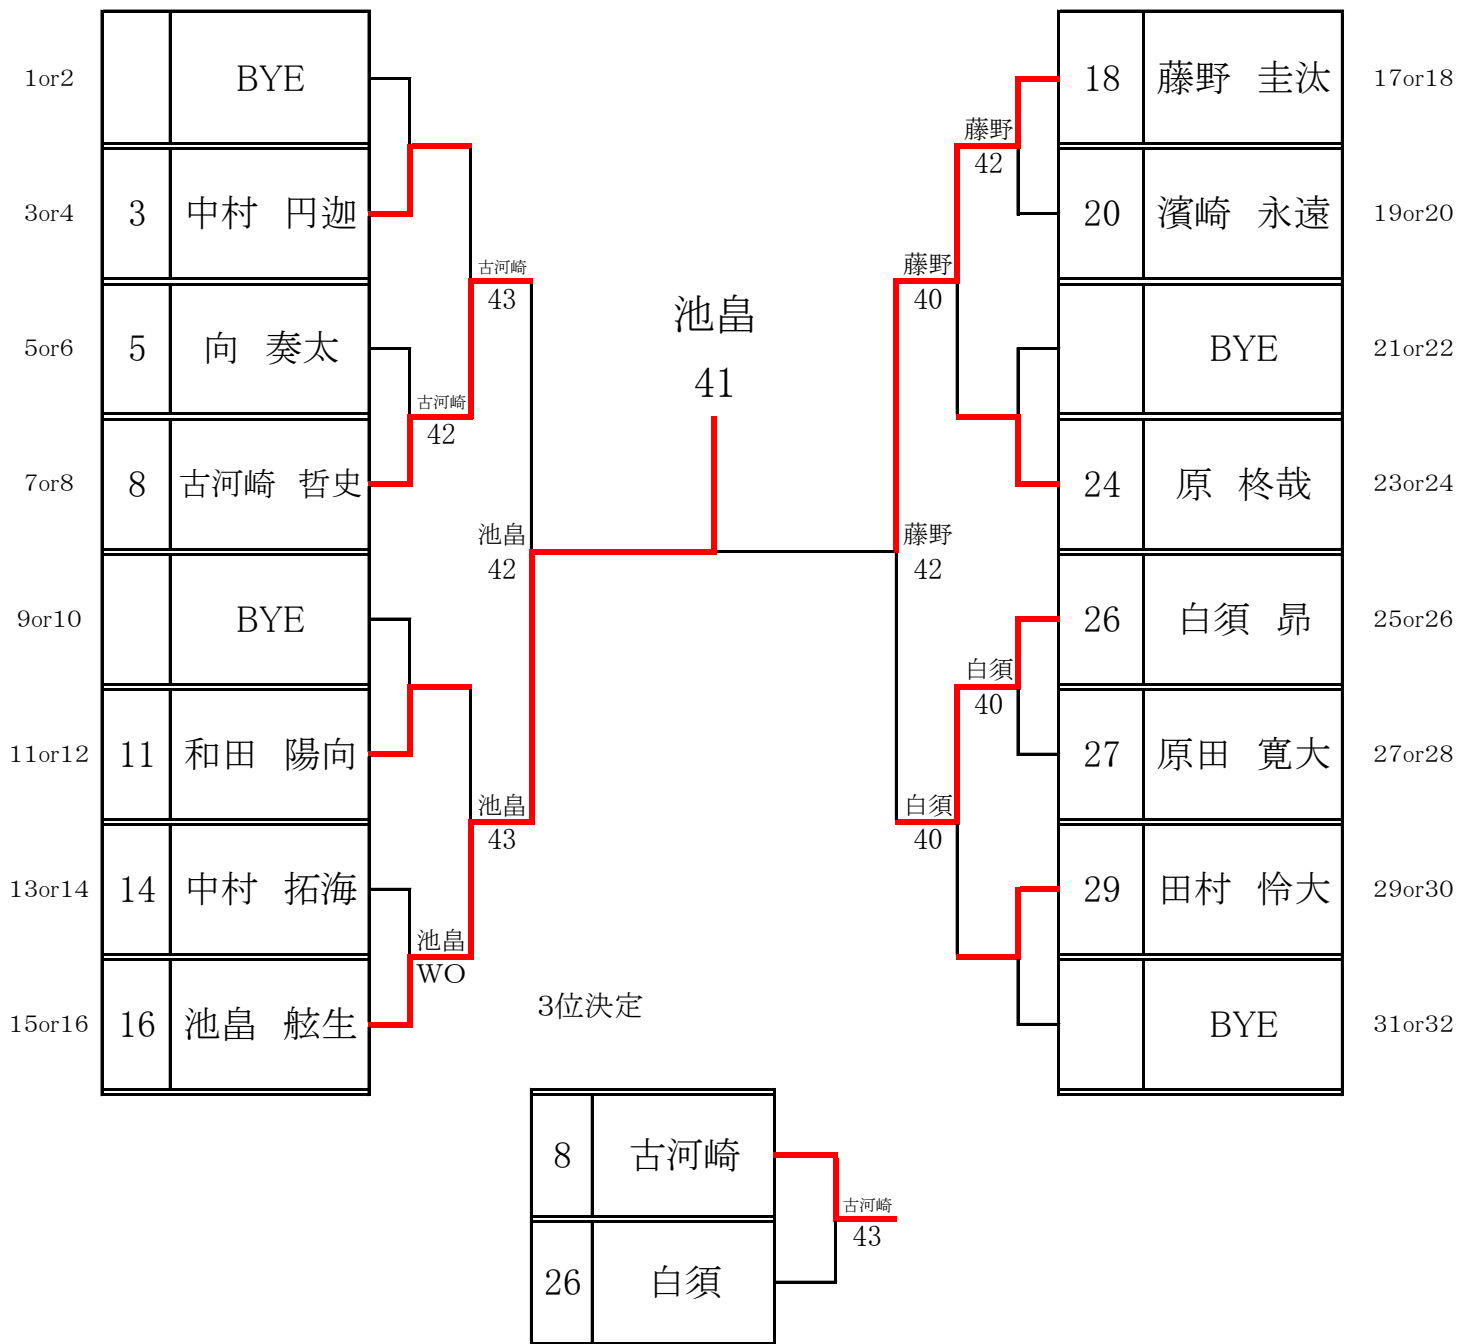 1or2 BYE
3or4 3 中村 円迦
5or6 5 向 奏太
7or8 8 古河崎 哲史
9or10 BYE
11or12 11 和田 陽向
13or14 14 中村 拓海
15or16 16 池畠 舷生
古河崎
42
池畠
WO
古河崎
43
池畠
43
池畠
42
池畠
41
藤野
42
藤野
40
白須
40
藤野
42
白須
40
18 藤野 圭汰 17or18
20 濱崎 永遠 19or20
BYE 21or22
24 原 柊哉 23or24
26 白須 昴 25or26
27 原田 寛大 27or28
29 田村 怜大 29or30
BYE 31or32
3位決定
8 古河崎
26 白須
古河崎
43